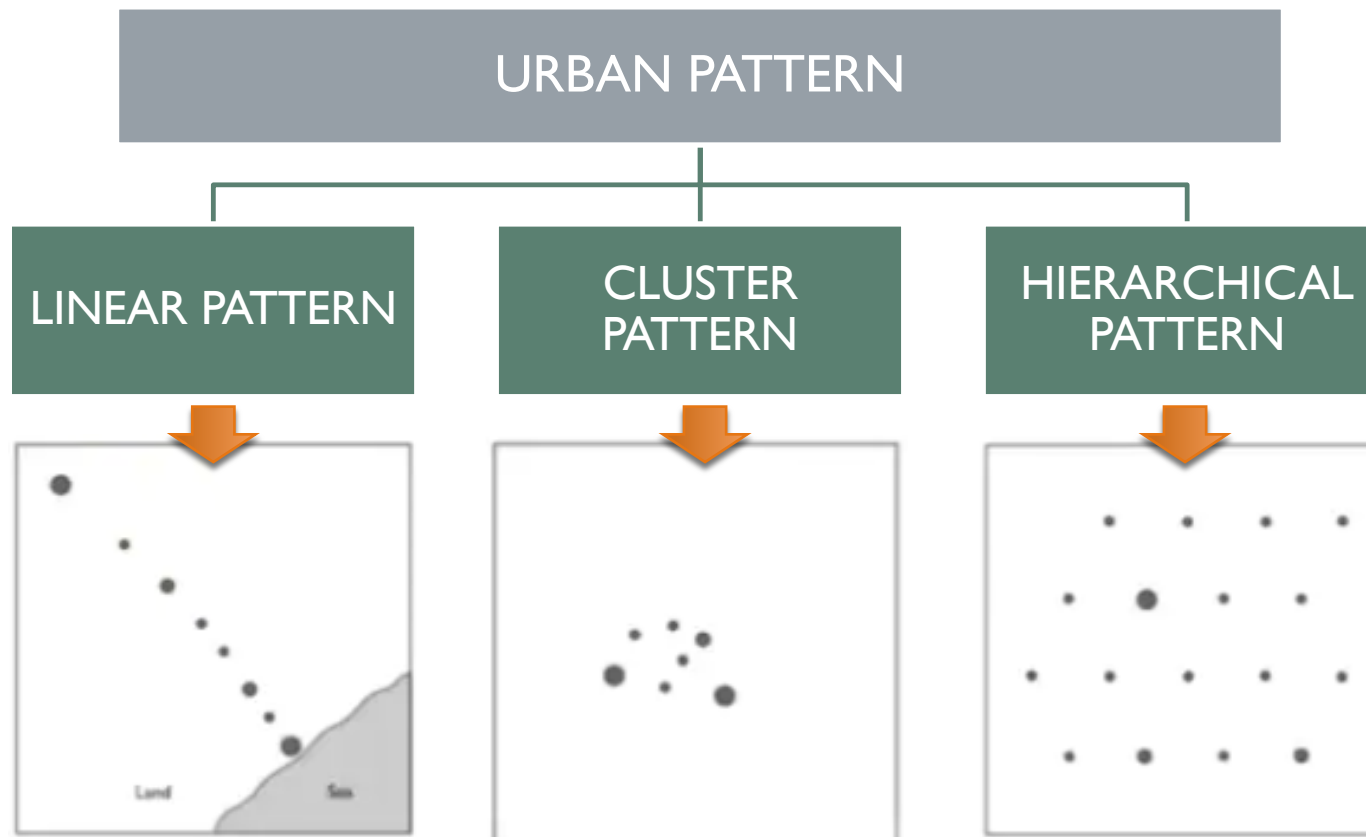 URBAN PATTERN
LINEAR PATTERN
CLUSTER
PATTERN
HIERARCHICAL
PATTERN
Land
Sea